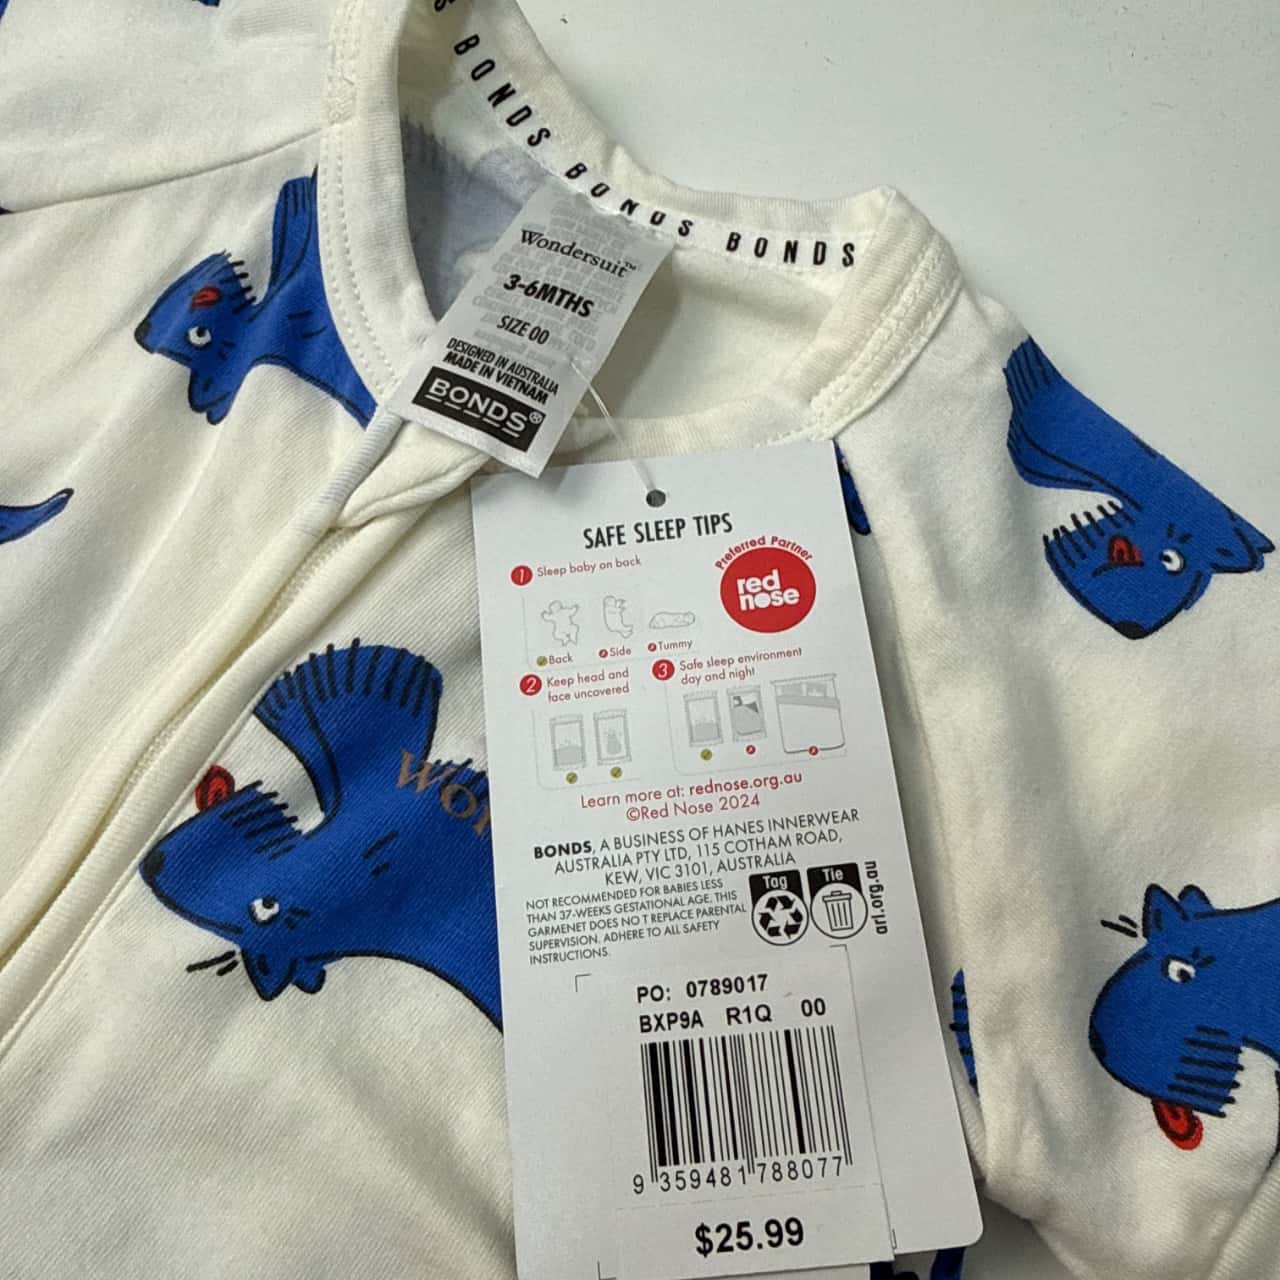 BONDS BONDS BONDS
Wondersuit™
3-6MTHS
SIZE 00
DESIGNED IN AUSTRALIA
MADE IN VIETNAM
BONDS®
SAFE SLEEP TIPS
Preferred Partner
red
nose
1 Sleep baby on back
Back Side Tummy
2 Keep head and
face uncovered
3 Safe sleep environment
day and night
Learn more at: rednose.org.au
©Red Nose 2024
BONDS, A BUSINESS OF HANES INNERWEAR
AUSTRALIA PTY LTD, 115 COTHAM ROAD,
KEW, VIC 3101, AUSTRALIA
NOT RECOMMENDED FOR BABIES LESS
THAN 37-WEEKS GESTATIONAL AGE. THIS
GARMENET DOES NOT REPLACE PARENTAL
SUPERVISION. ADHERE TO ALL SAFETY
INSTRUCTIONS.
Tag Tie
arl.org.au
PO: 0789017
BXP9A R1Q 00
9 359481 788077
$25.99
Won